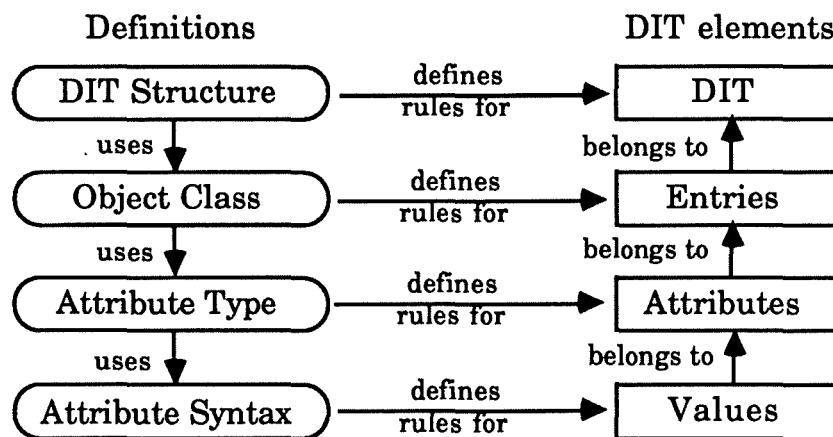 Definitions DIT elements
DIT Structure defines rules for DIT
uses belongs to
Object Class defines rules for Entries
uses belongs to
Attribute Type defines rules for Attributes
uses belongs to
Attribute Syntax defines rules for Values